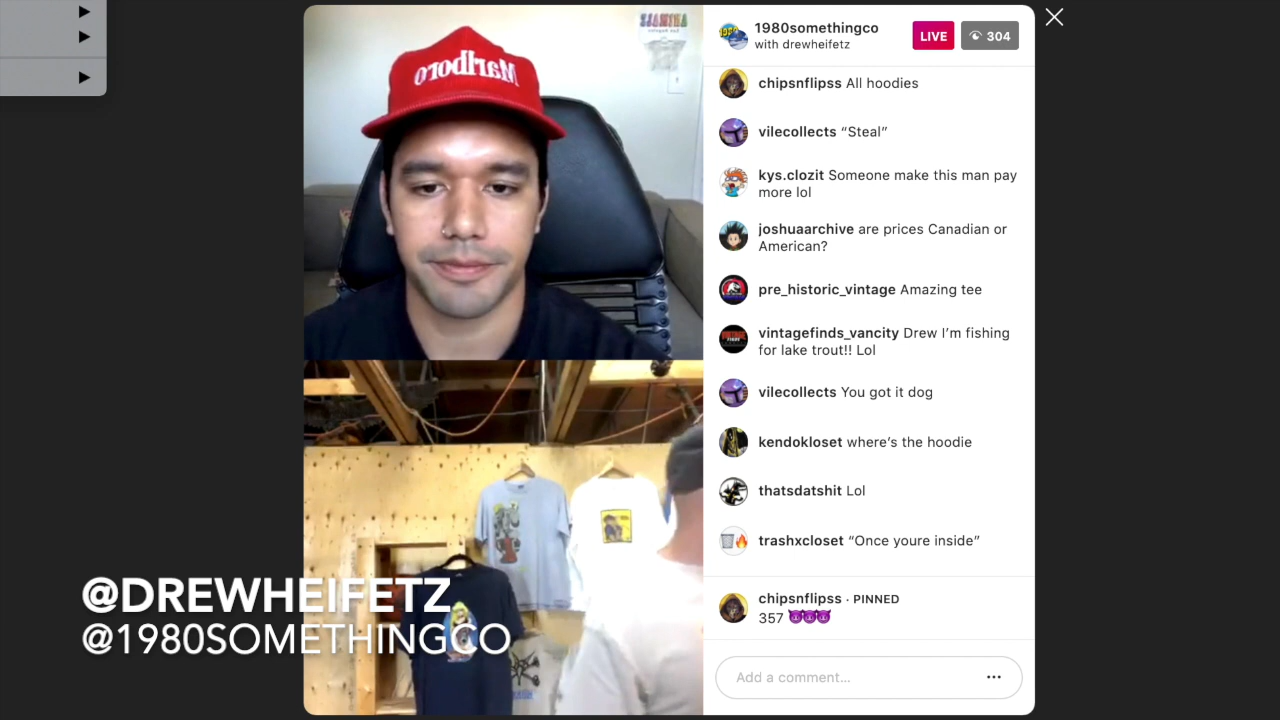 Marlboro
1980somethingco
with drewheifetz
LIVE
304
chipsnflipss All hoodies
vilecollects “Steal”
kys.clozit Someone make this man pay
more lol
joshuaarchive are prices Canadian or
American?
pre_historic_vintage Amazing tee
vintagefinds_vancity Drew I’m fishing
for lake trout!! Lol
vilecollects You got it dog
kendokloset where’s the hoodie
thatsdatshit Lol
trashxcloset “Once youre inside”
chipsnflipss · PINNED
357 😈😈😈
Add a comment...
@DREWHEIFETZ
@1980SOMETHINGCO